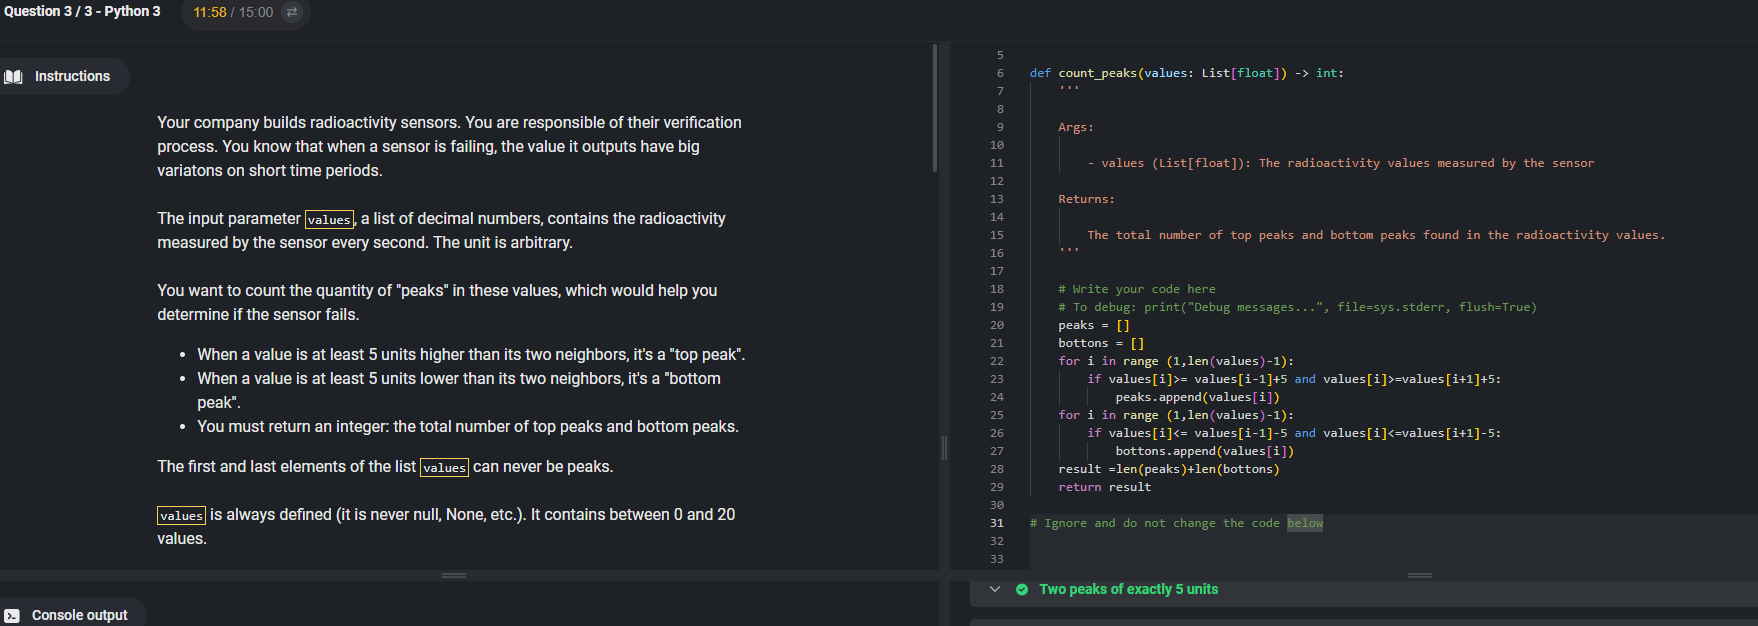 Question 3 / 3 - Python 3
11:58 / 15:00
Instructions
Your company builds radioactivity sensors. You are responsible of their verification
process. You know that when a sensor is failing, the value it outputs have big
variatons on short time periods.
The input parameter values, a list of decimal numbers, contains the radioactivity
measured by the sensor every second. The unit is arbitrary.
You want to count the quantity of "peaks" in these values, which would help you
determine if the sensor fails.
• When a value is at least 5 units higher than its two neighbors, it's a "top peak".
• When a value is at least 5 units lower than its two neighbors, it's a "bottom
peak".
• You must return an integer: the total number of top peaks and bottom peaks.
The first and last elements of the list values can never be peaks.
values is always defined (it is never null, None, etc.). It contains between 0 and 20
values.
Console output
5
6 def count_peaks(values: List[float]) -> int:
7 '''
8
9 Args:
10
11 - values (List[float]): The radioactivity values measured by the sensor
12
13 Returns:
14
15 The total number of top peaks and bottom peaks found in the radioactivity values.
16 '''
17
18 # Write your code here
19 # To debug: print("Debug messages...", file=sys.stderr, flush=True)
20 peaks = []
21 bottons = []
22 for i in range (1,len(values)-1):
23 if values[i]>= values[i-1]+5 and values[i]>=values[i+1]+5:
24 peaks.append(values[i])
25 for i in range (1,len(values)-1):
26 if values[i]<= values[i-1]-5 and values[i]<=values[i+1]-5:
27 bottons.append(values[i])
28 result =len(peaks)+len(bottons)
29 return result
30
31 # Ignore and do not change the code below
32
33
Two peaks of exactly 5 units